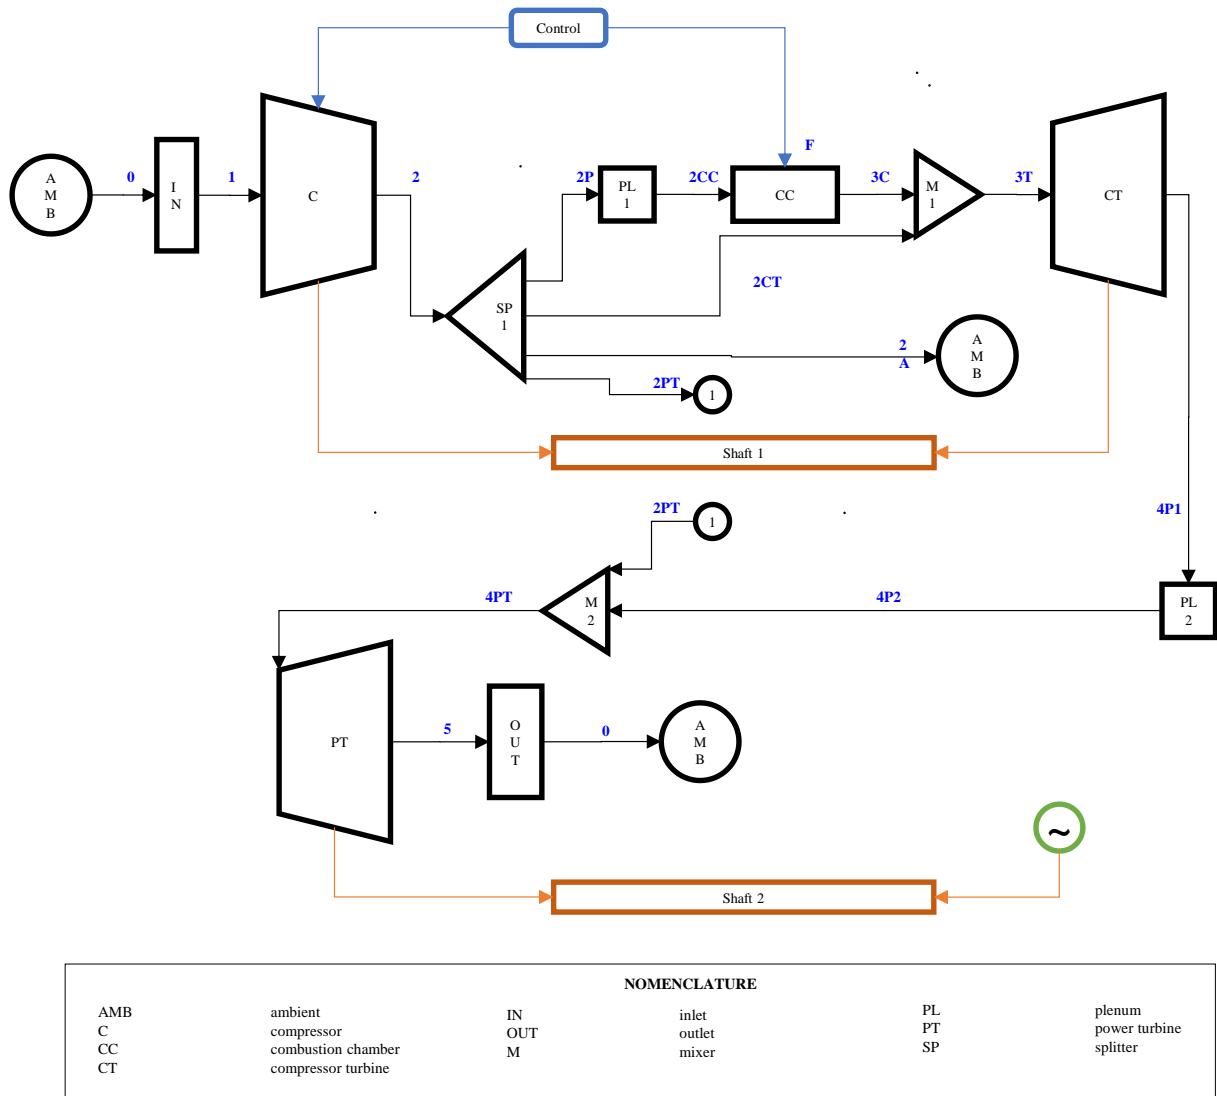 Control
F
0
1
2
2P
2CC
3C
3T
A
M
B
I
N
C
PL
1
CC
M
1
CT
2CT
SP
1
2
A
A
M
B
2PT
1
Shaft 1
2PT
1
4P1
4PT
M
2
4P2
PL
2
PT
5
O
U
T
0
A
M
B
~
Shaft 2
NOMENCLATURE
AMB ambient
C compressor
CC combustion chamber
CT compressor turbine
IN inlet
OUT outlet
M mixer
PL plenum
PT power turbine
SP splitter